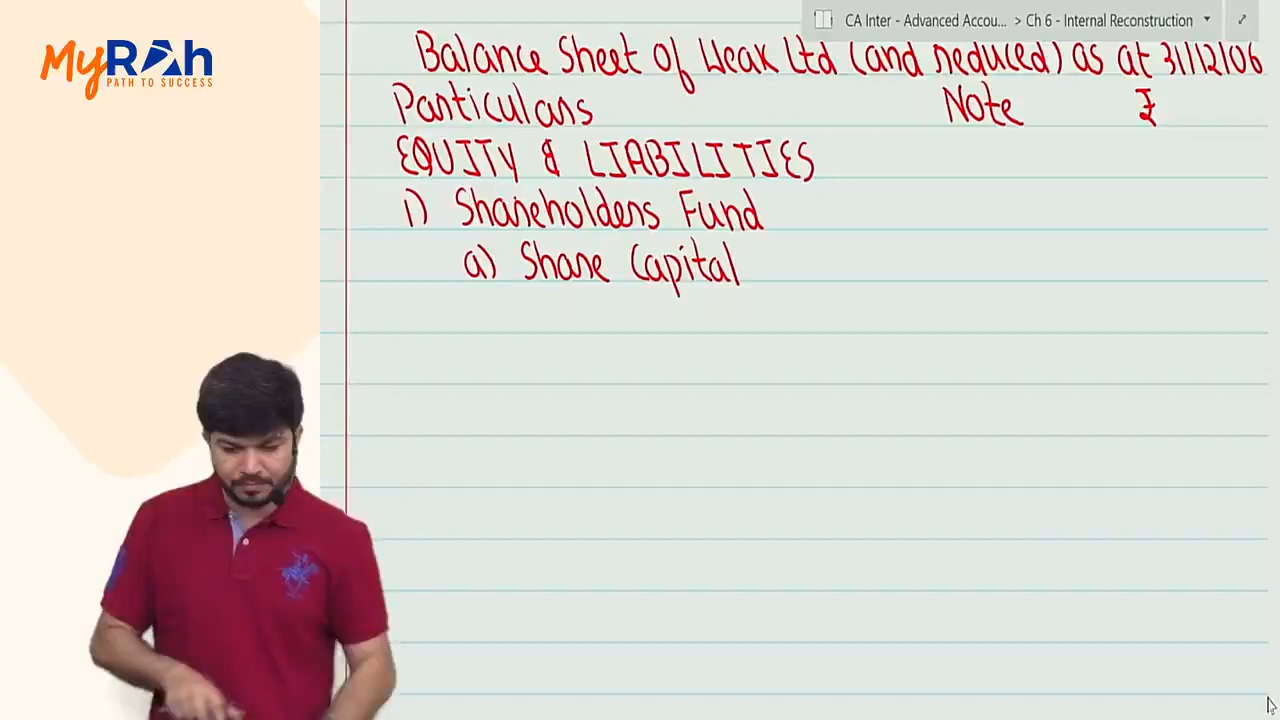 MyRAh
PATH TO SUCCESS
CA Inter - Advanced Accou... > Ch 6 - Internal Reconstruction
Balance Sheet of Weak Ltd (and reduced) as at 31/12/06
Particulars Note ₹
EQUITY & LIABILITIES
1) Shareholders Fund
a) Share Capital